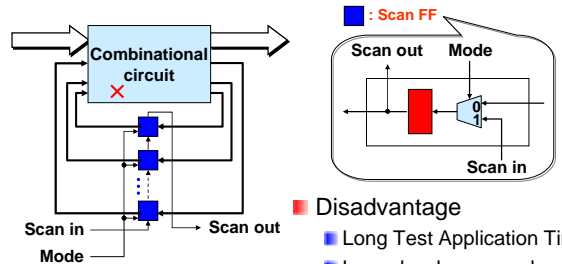 : Scan FF
Combinational
circuit
Scan out Mode
0
1
Scan in
Scan in
Scan out
Mode
Disadvantage
Long Test Application